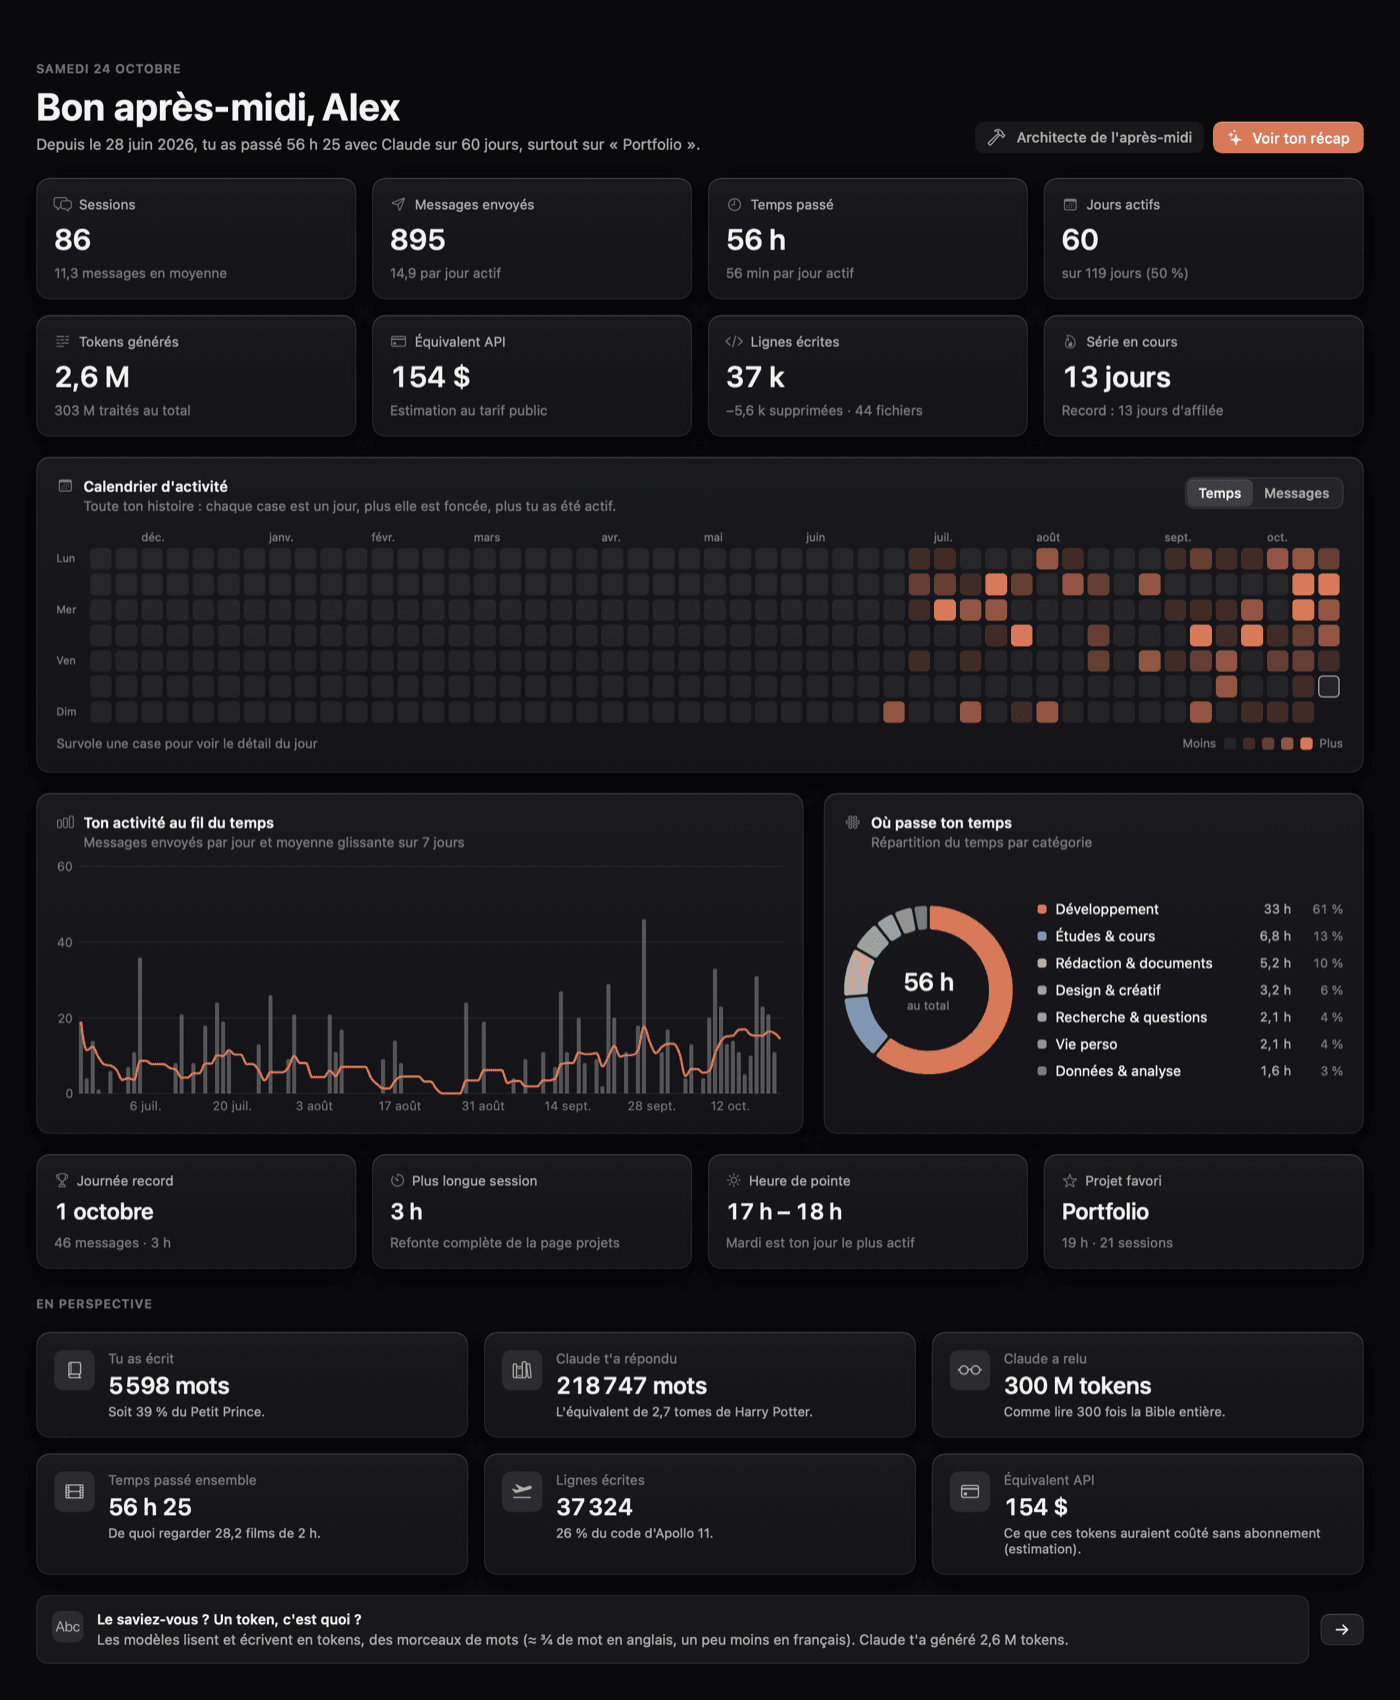 SAMEDI 24 OCTOBRE
Bon après-midi, Alex
Depuis le 28 juin 2026, tu as passé 56 h 25 avec Claude sur 60 jours, surtout sur « Portfolio ».
Architecte de l'après-midi
Voir ton récap
Sessions
86
11,3 messages en moyenne
Messages envoyés
895
14,9 par jour actif
Temps passé
56 h
56 min par jour actif
Jours actifs
60
sur 119 jours (50 %)
Tokens générés
2,6 M
303 M traités au total
Équivalent API
154 $
Estimation au tarif public
Lignes écrites
37 k
−5,6 k supprimées · 44 fichiers
Série en cours
13 jours
Record : 13 jours d'affilée
Calendrier d'activité
Toute ton histoire : chaque case est un jour, plus elle est foncée, plus tu as été actif.
Temps
Messages
déc. janv. févr. mars avr. mai juin juil. août sept. oct.
Lun
Mer
Ven
Dim
Survole une case pour voir le détail du jour
Moins
Plus
Ton activité au fil du temps
Messages envoyés par jour et moyenne glissante sur 7 jours
60
40
20
0
6 juil. 20 juil. 3 août 17 août 31 août 14 sept. 28 sept. 12 oct.
Où passe ton temps
Répartition du temps par catégorie
56 h
au total
Développement 33 h 61 %
Études & cours 6,8 h 13 %
Rédaction & documents 5,2 h 10 %
Design & créatif 3,2 h 6 %
Recherche & questions 2,1 h 4 %
Vie perso 2,1 h 4 %
Données & analyse 1,6 h 3 %
Journée record
1 octobre
46 messages · 3 h
Plus longue session
3 h
Refonte complète de la page projets
Heure de pointe
17 h – 18 h
Mardi est ton jour le plus actif
Projet favori
Portfolio
19 h · 21 sessions
EN PERSPECTIVE
Tu as écrit
5 598 mots
Soit 39 % du Petit Prince.
Claude t'a répondu
218 747 mots
L'équivalent de 2,7 tomes de Harry Potter.
Claude a relu
300 M tokens
Comme lire 300 fois la Bible entière.
Temps passé ensemble
56 h 25
De quoi regarder 28,2 films de 2 h.
Lignes écrites
37 324
26 % du code d'Apollo 11.
Équivalent API
154 $
Ce que ces tokens auraient coûté sans abonnement
(estimation).
Abc
Le saviez-vous ? Un token, c'est quoi ?
Les modèles lisent et écrivent en tokens, des morceaux de mots (≈ ¾ de mot en anglais, un peu moins en français). Claude t'a généré 2,6 M tokens.